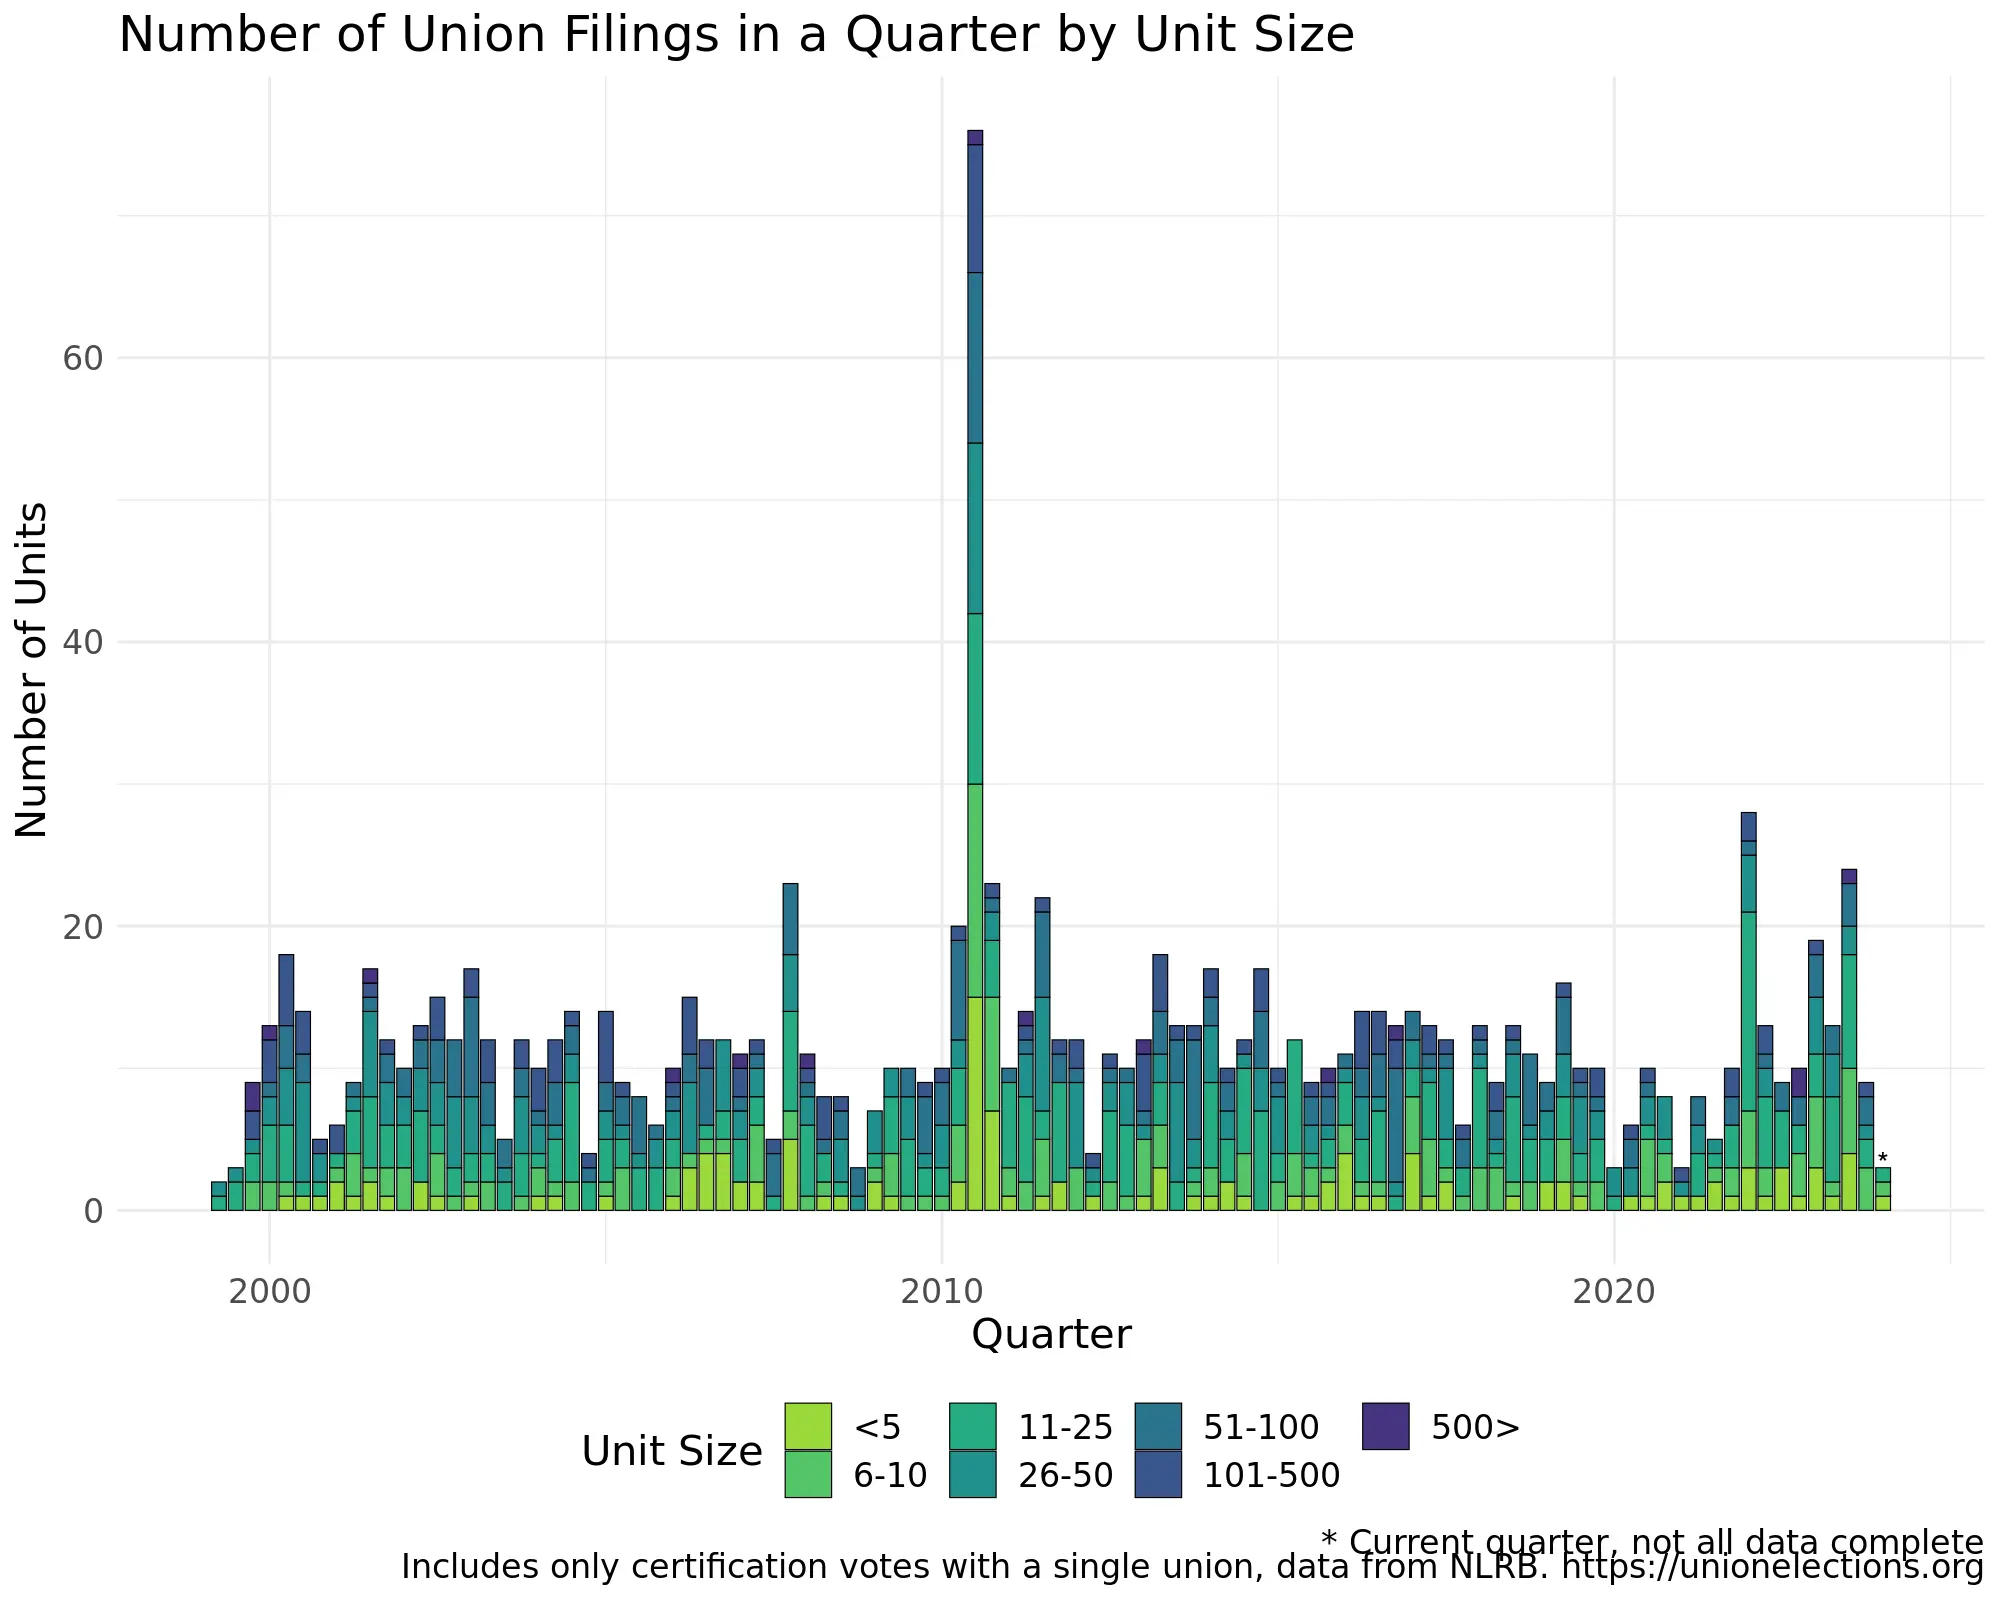 Number of Union Filings in a Quarter by Unit Size
Number of Units
60
40
20
0
*
2000 2010 2020
Quarter
Unit Size
<5 11-25 51-100 500>
6-10 26-50 101-500
* Current quarter, not all data complete
Includes only certification votes with a single union, data from NLRB. https://unionelections.org